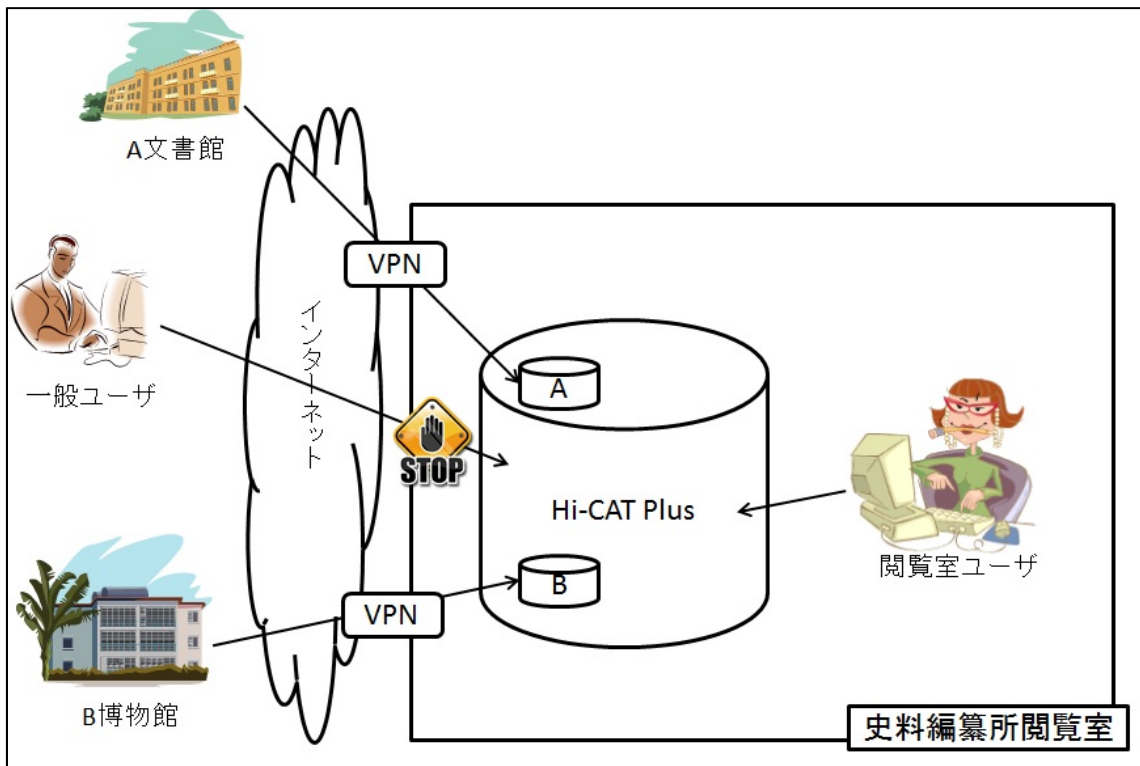 A文書館
VPN
インターネット
一般ユーザ
A
STOP
Hi-CAT Plus
閲覧室ユーザ
B
VPN
B博物館
史料編纂所閲覧室